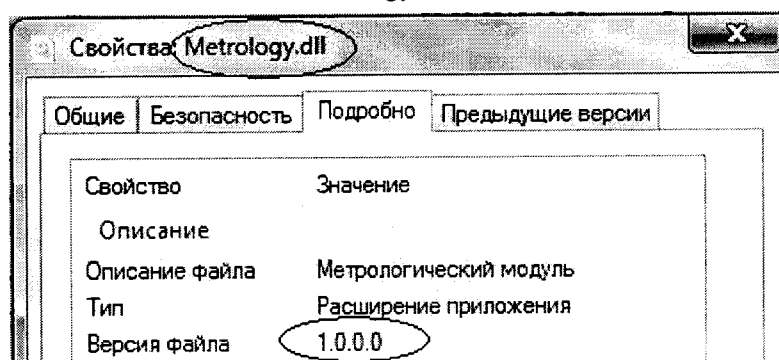 Свойства: Metrology.dll
Общие Безопасность Подробно Предыдущие версии
Свойство Значение
Описание
Описание файла Метрологический модуль
Тип Расширение приложения
Версия файла 1.0.0.0